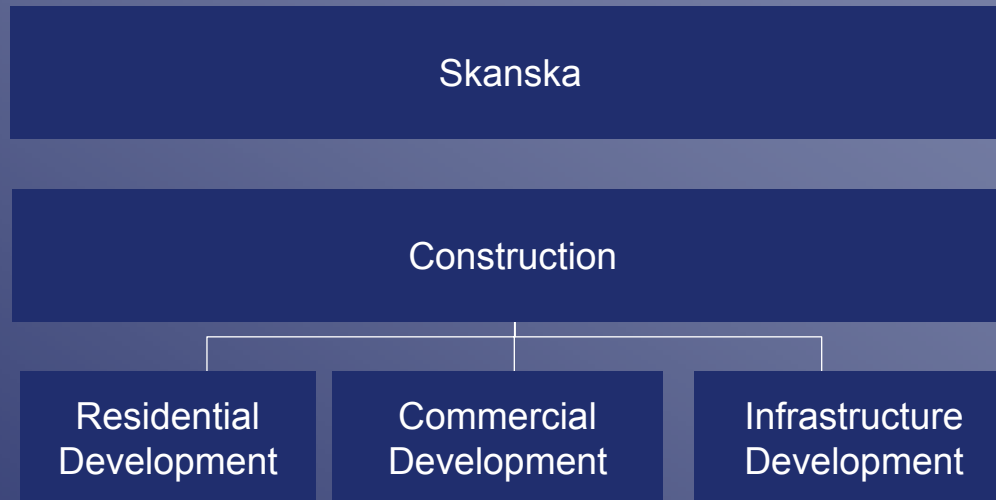 Skanska
Construction
Residential
Development
Commercial
Development
Infrastructure
Development